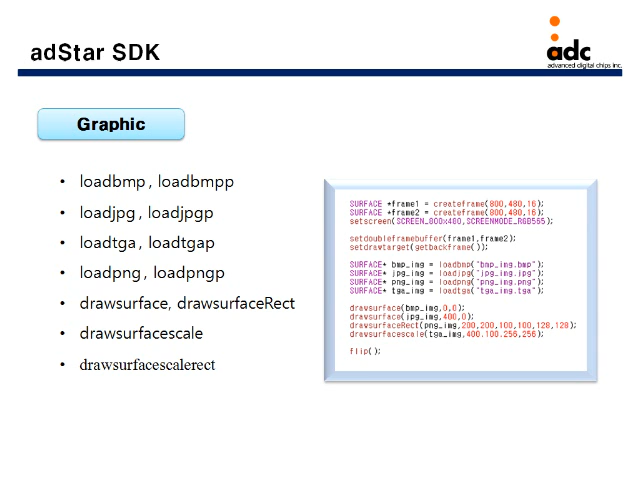 adStar SDK
adc
advanced digital chips inc.
Graphic
• loadbmp, loadbmpp
• loadjpg, loadjpgp
• loadtga, loadtgap
• loadpng, loadpngp
• drawsurface, drawsurfaceRect
• drawsurfacescale
• drawsurfacescalerect
SURFACE *frame1 = createframe(800,480,16);
SURFACE *frame2 = createframe(800,480,16);
setscreen(SCREEN_800x480,SCREENMODE_RGB565);
setdoubleframebuffer(frame1,frame2);
setdrawtarget(getbackframe());
SURFACE* bmp_img = loadbmp("bmp_img.bmp");
SURFACE* jpg_img = loadjpg("jpg_img.jpg");
SURFACE* png_img = loadpng("png_img.png");
SURFACE* tga_img = loadtga("tga_img.tga");
drawsurface(bmp_img,0,0);
drawsurface(jpg_img,400,0);
drawsurfaceRect(png_img,200,200,100,100,128,128);
drawsurfacescale(tga_img,400.100.256,256);
flip();